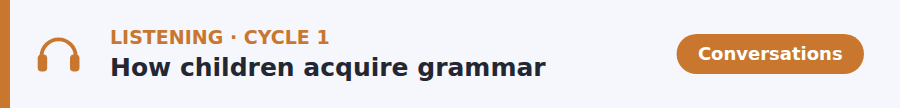 LISTENING · CYCLE 1
How children acquire grammar
Conversations